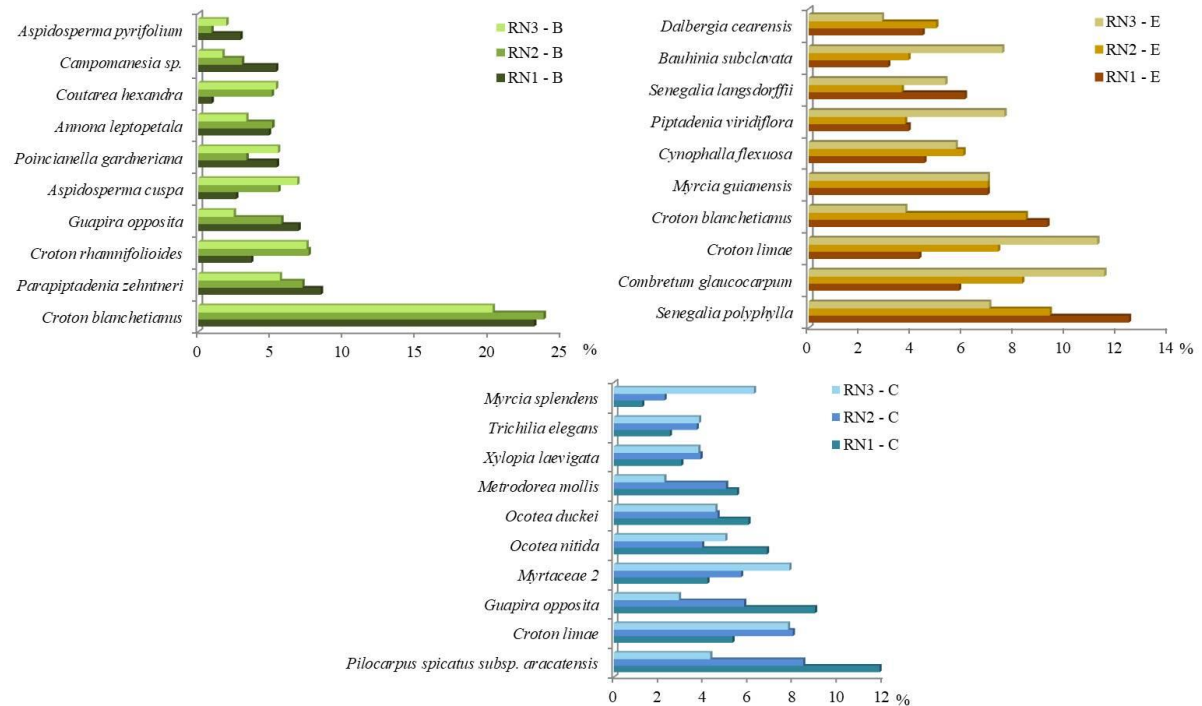 Aspidosperma pyrifolium
Campomanesia sp.
Coutarea hexandra
Annona leptopetala
Poincianella gardneriana
Aspidosperma cuspa
Guapira opposita
Croton rhamnifolioides
Parapiptadenia zehntneri
Croton blanchetianus
RN3 - B
RN2 - B
RN1 - B
0 5 10 15 20 25 %
Dalbergia cearensis
Bauhinia subclavata
Senegalia langsdorffii
Piptadenia viridiflora
Cynophalla flexuosa
Myrcia guianensis
Croton blanchetianus
Croton limae
Combretum glaucocarpum
Senegalia polyphylla
RN3 - E
RN2 - E
RN1 - E
0 2 4 6 8 10 12 14
Myrcia splendens
Trichilia elegans
Xylopia laevigata
Metrodorea mollis
Ocotea duckei
Ocotea nitida
Myrtaceae 2
Guapira opposita
Croton limae
Pilocarpus spicatus subsp. aracatensis
RN3 - C
RN2 - C
RN1 - C
0 2 4 6 8 10 12 %